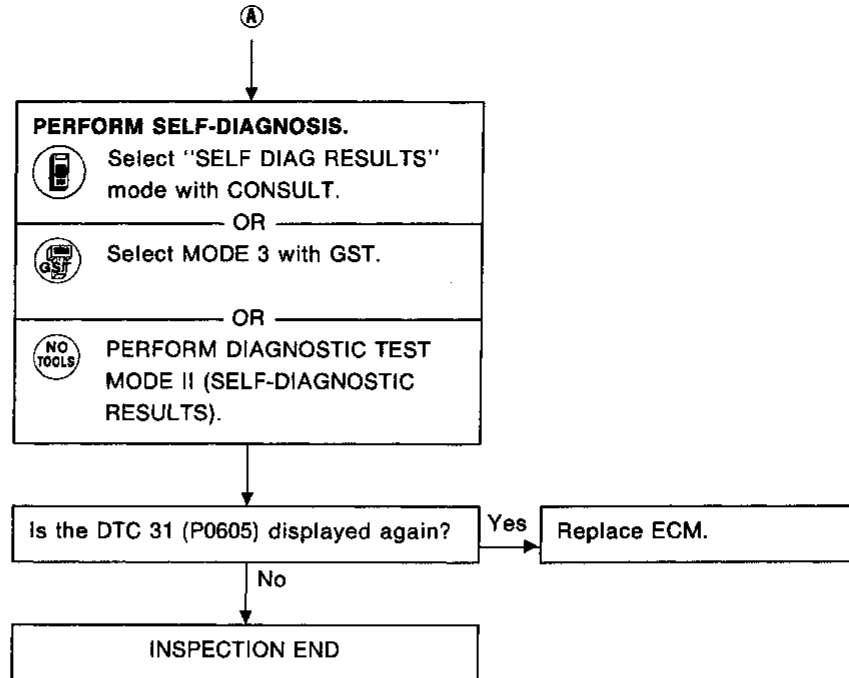 A
PERFORM SELF-DIAGNOSIS.
Select "SELF DIAG RESULTS"
mode with CONSULT.
OR
GST
Select MODE 3 with GST.
OR
NO
TOOLS
PERFORM DIAGNOSTIC TEST
MODE II (SELF-DIAGNOSTIC
RESULTS).
Is the DTC 31 (P0605) displayed again?
Yes
Replace ECM.
No
INSPECTION END